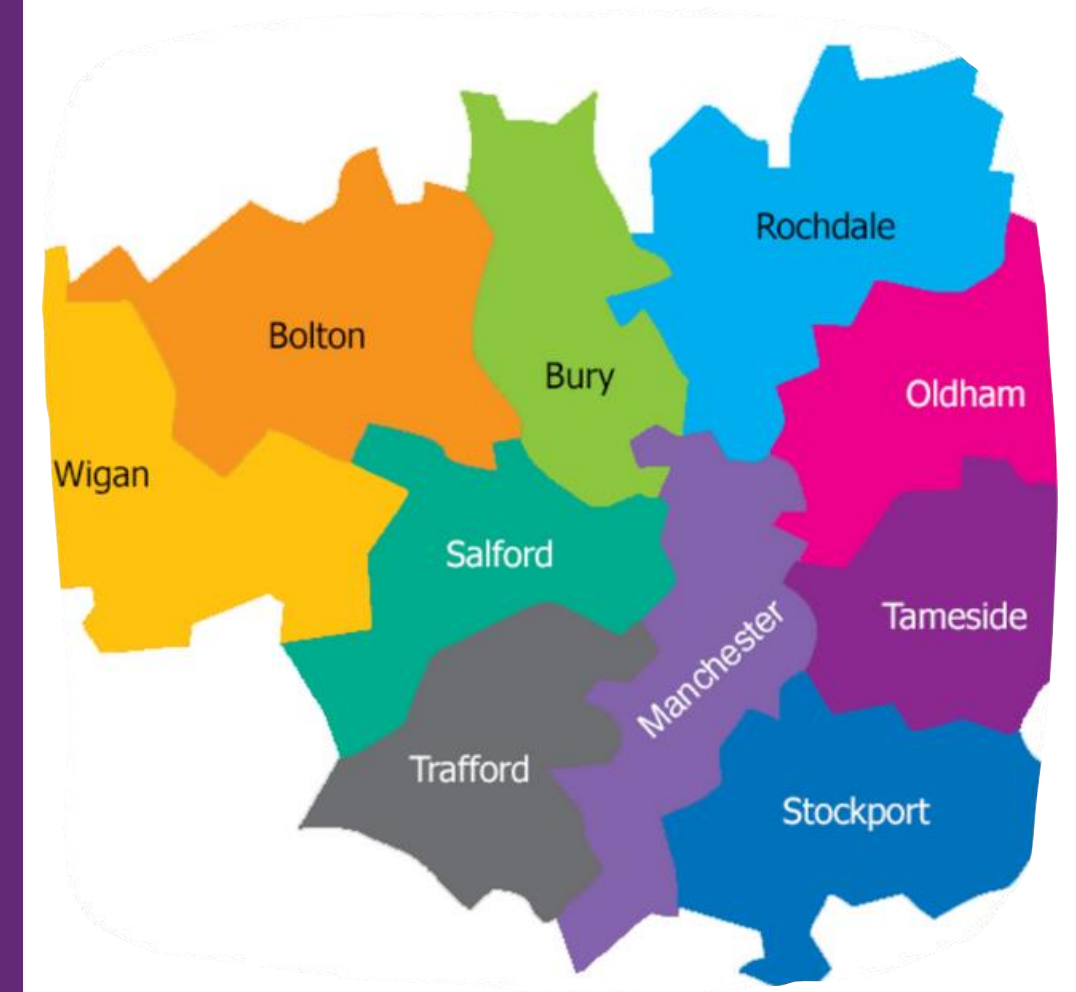 Rochdale
Bolton
Bury
Oldham
Wigan
Salford
Tameside
Manchester
Trafford
Stockport